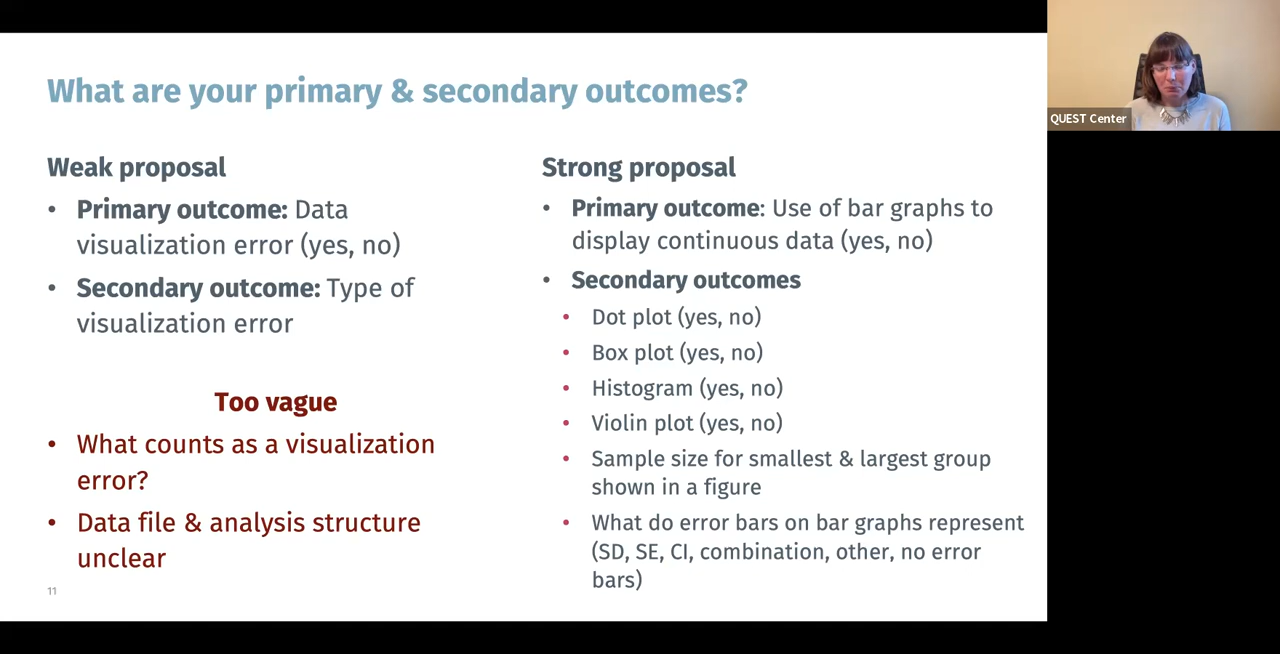 What are your primary & secondary outcomes?
Weak proposal
• Primary outcome: Data
visualization error (yes, no)
• Secondary outcome: Type of
visualization error
Too vague
• What counts as a visualization
error?
• Data file & analysis structure
unclear
11
Strong proposal
• Primary outcome: Use of bar graphs to
display continuous data (yes, no)
• Secondary outcomes
• Dot plot (yes, no)
• Box plot (yes, no)
• Histogram (yes, no)
• Violin plot (yes, no)
• Sample size for smallest & largest group
shown in a figure
• What do error bars on bar graphs represent
(SD, SE, CI, combination, other, no error
bars)
QUEST Center